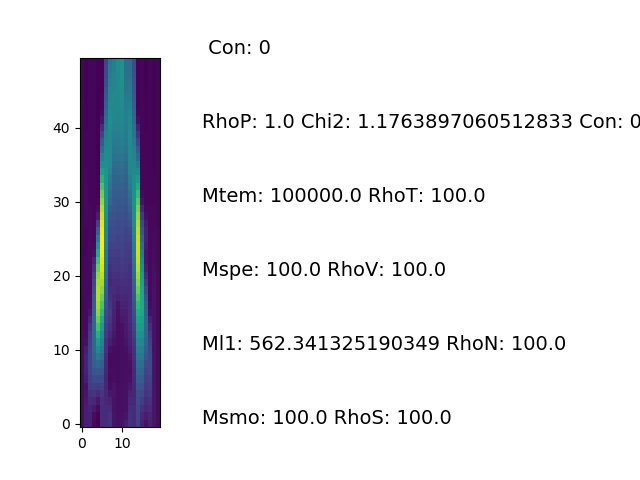 Con: 0
RhoP: 1.0 Chi2: 1.1763897060512833 Con: 0
40
Mtem: 100000.0 RhoT: 100.0
30
Mspe: 100.0 RhoV: 100.0
20
Ml1: 562.341325190349 RhoN: 100.0
10
Msmo: 100.0 RhoS: 100.0
0
0 10